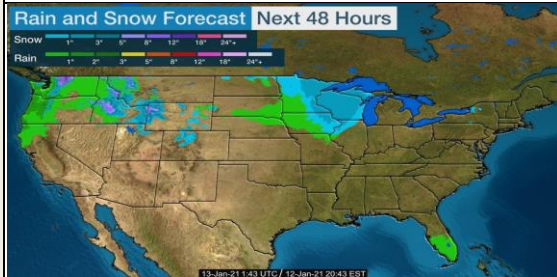 Rain and Snow Forecast Next 48 Hours
Snow 1" 3" 5" 8" 12" 18" 24"+
Rain 1" 2" 3" 5" 8" 12" 18" 24"+
13-Jan-21 1:43 UTC / 12-Jan-21 20:43 EST